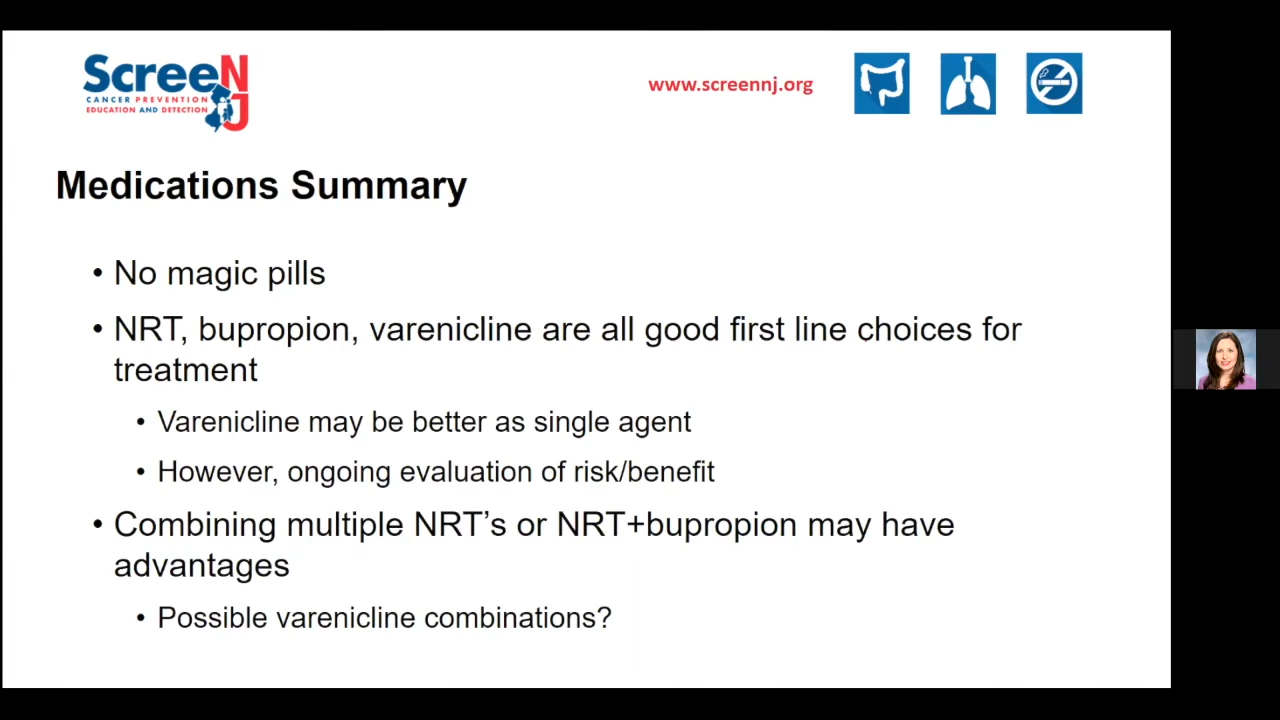 ScreeNJ
CANCER PREVENTION
EDUCATION AND DETECTION
www.screennj.org
Medications Summary
• No magic pills
• NRT, bupropion, varenicline are all good first line choices for
treatment
• Varenicline may be better as single agent
• However, ongoing evaluation of risk/benefit
• Combining multiple NRT’s or NRT+bupropion may have
advantages
• Possible varenicline combinations?